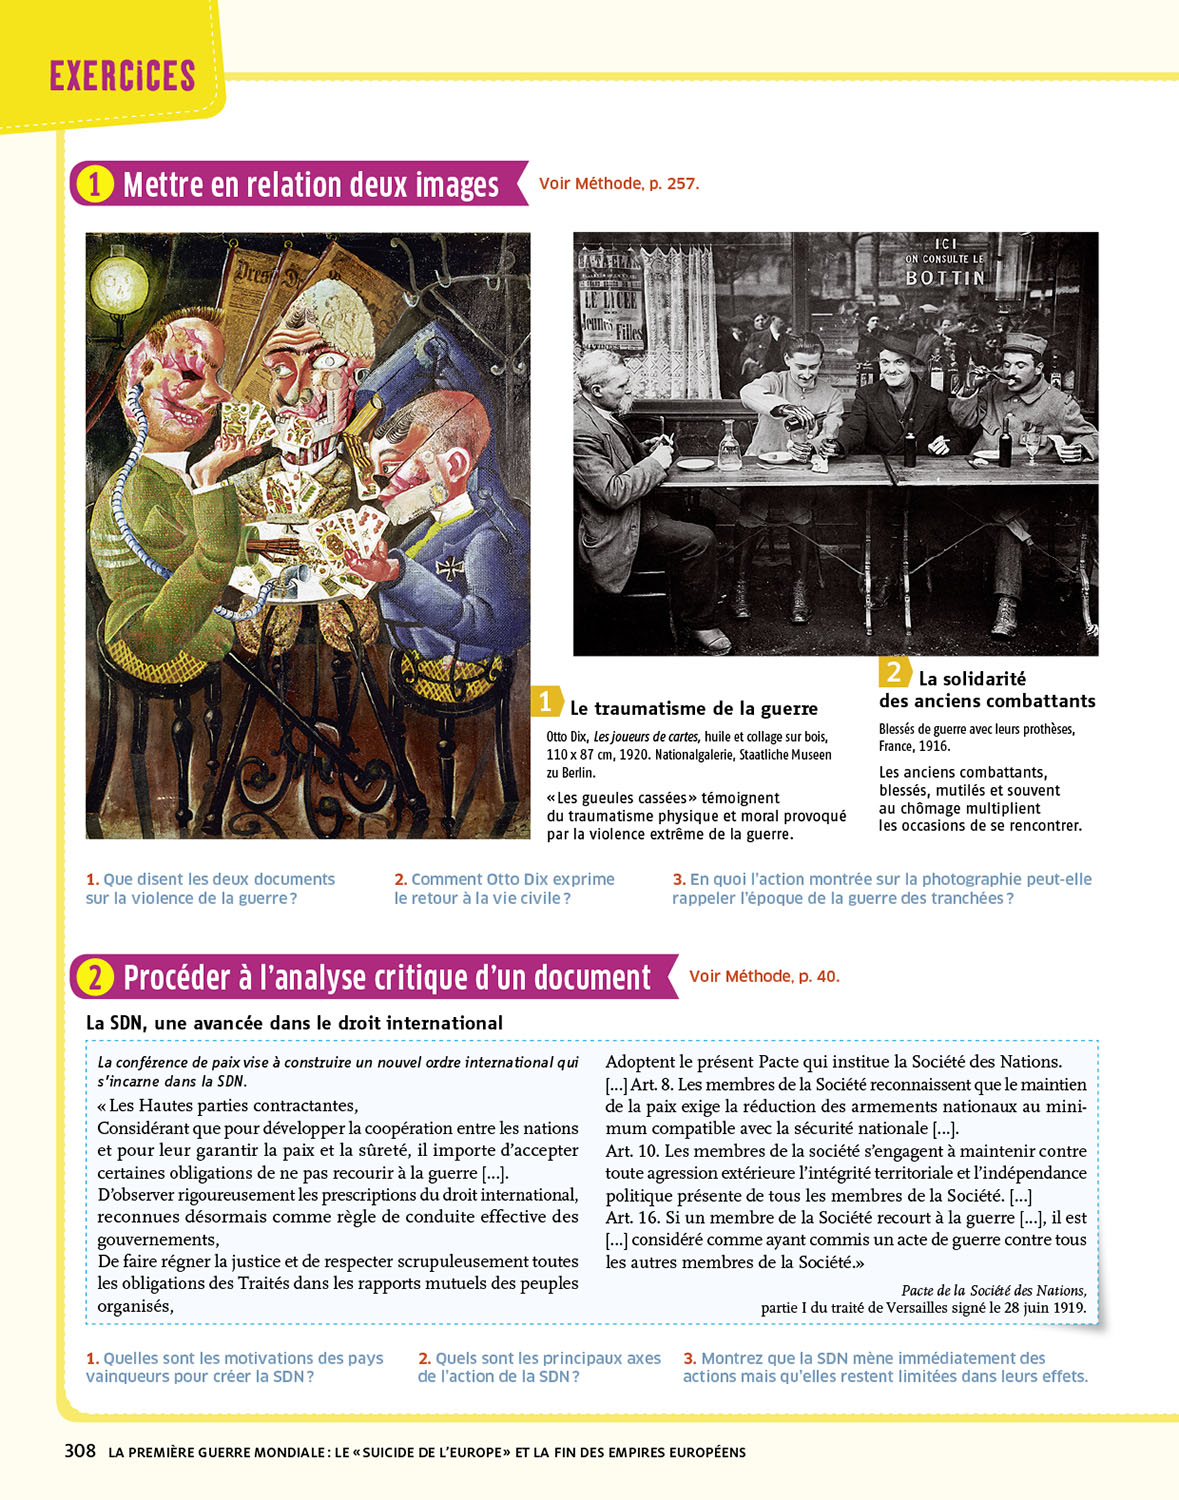 EXERCiCES
1 Mettre en relation deux images
Voir Méthode, p. 257.
Dres
ICI
ON CONSULTE LE
BOTTIN
LE LYCEE
Jeunes Filles
1 Le traumatisme de la guerre
Otto Dix, Les joueurs de cartes, huile et collage sur bois,
110 x 87 cm, 1920. Nationalgalerie, Staatliche Museen
zu Berlin.
« Les gueules cassées » témoignent
du traumatisme physique et moral provoqué
par la violence extrême de la guerre.
2 La solidarité
des anciens combattants
Blessés de guerre avec leurs prothèses,
France, 1916.
Les anciens combattants,
blessés, mutilés et souvent
au chômage multiplient
les occasions de se rencontrer.
1. Que disent les deux documents
sur la violence de la guerre ?
2. Comment Otto Dix exprime
le retour à la vie civile ?
3. En quoi l’action montrée sur la photographie peut-elle
rappeler l’époque de la guerre des tranchées ?
2 Procéder à l’analyse critique d’un document
Voir Méthode, p. 40.
La SDN, une avancée dans le droit international
La conférence de paix vise à construire un nouvel ordre international qui
s’incarne dans la SDN.
« Les Hautes parties contractantes,
Considérant que pour développer la coopération entre les nations
et pour leur garantir la paix et la sûreté, il importe d’accepter
certaines obligations de ne pas recourir à la guerre [...].
D’observer rigoureusement les prescriptions du droit international,
reconnues désormais comme règle de conduite effective des
gouvernements,
De faire régner la justice et de respecter scrupuleusement toutes
les obligations des Traités dans les rapports mutuels des peuples
organisés,
Adoptent le présent Pacte qui institue la Société des Nations.
[...] Art. 8. Les membres de la Société reconnaissent que le maintien
de la paix exige la réduction des armements nationaux au mini-
mum compatible avec la sécurité nationale [...].
Art. 10. Les membres de la société s’engagent à maintenir contre
toute agression extérieure l’intégrité territoriale et l’indépendance
politique présente de tous les membres de la Société. [...]
Art. 16. Si un membre de la Société recourt à la guerre [...], il est
[...] considéré comme ayant commis un acte de guerre contre tous
les autres membres de la Société.»
Pacte de la Société des Nations,
partie I du traité de Versailles signé le 28 juin 1919.
1. Quelles sont les motivations des pays
vainqueurs pour créer la SDN ?
2. Quels sont les principaux axes
de l’action de la SDN ?
3. Montrez que la SDN mène immédiatement des
actions mais qu’elles restent limitées dans leurs effets.
308 LA PREMIÈRE GUERRE MONDIALE : LE « SUICIDE DE L’EUROPE » ET LA FIN DES EMPIRES EUROPÉENS